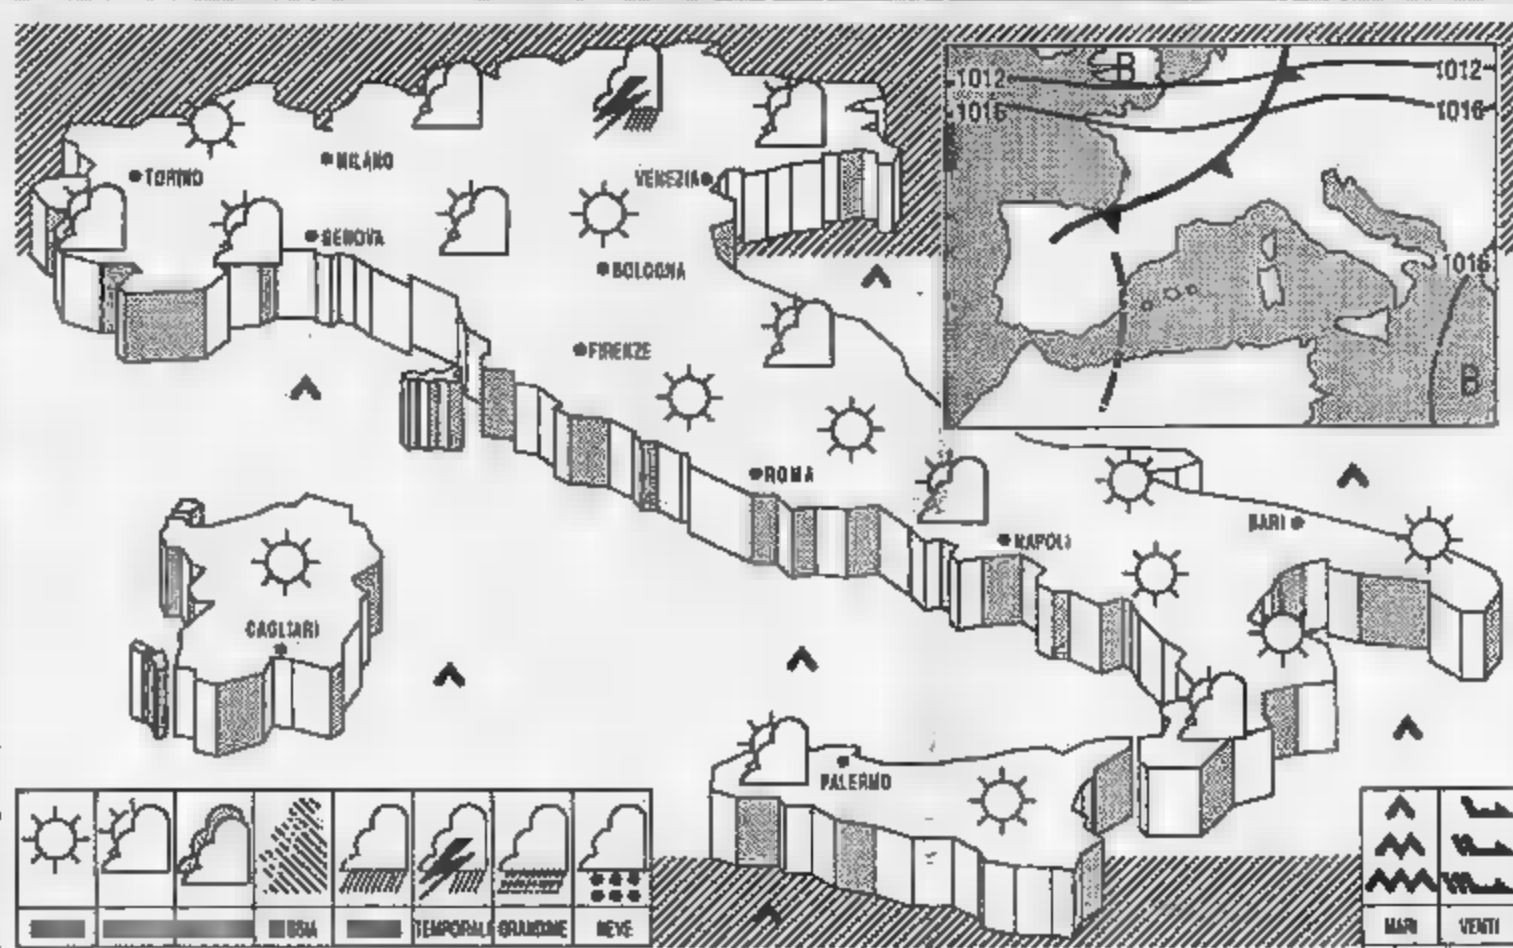 B
1012 1012
1016 1016
MILANO
TORINO
VENEZIA
GENOVA
BOLOGNA
1016
FIRENZE
B
ROMA
BARI
NAPOLI
CAGLIARI
PALERMO
TEMPORALI GRANDINE NEVE
MARI VENTI